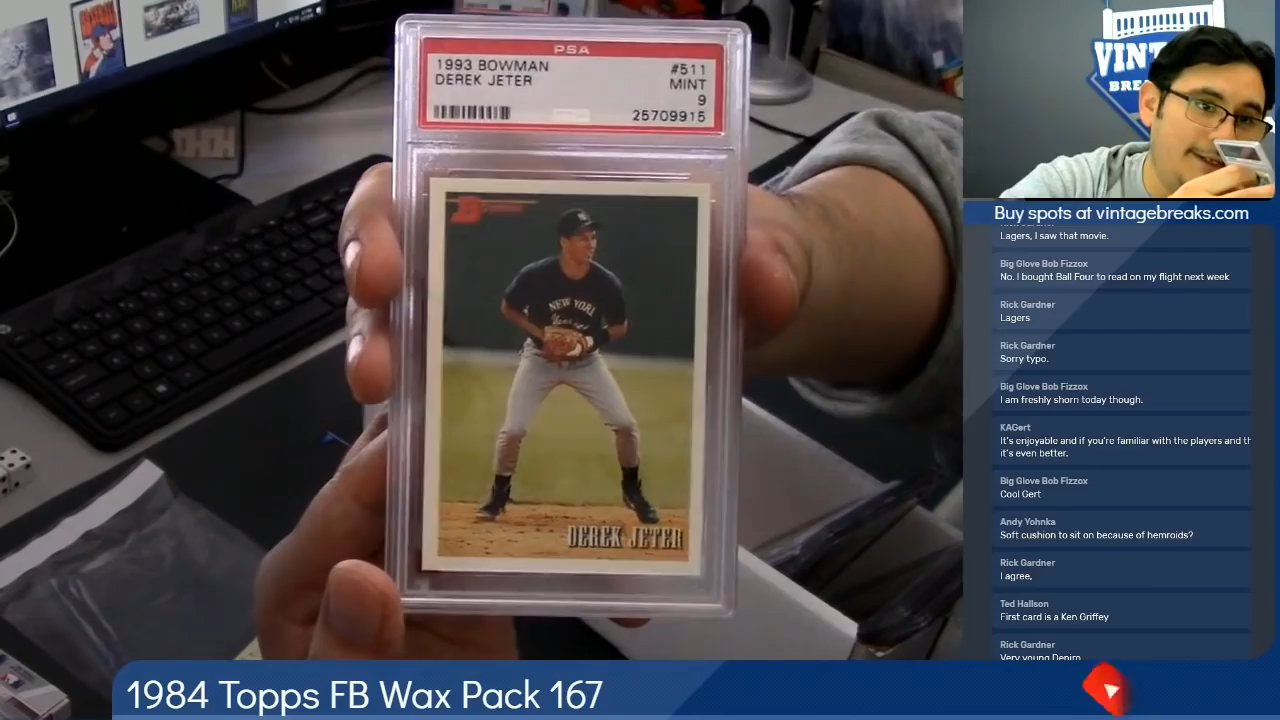 PSA
1993 BOWMAN #511
DEREK JETER MINT
9
25709915
B
NEW YORK
DEREK JETER
VINT
BRE
Buy spots at vintagebreaks.com
Lagers, I saw that movie.
Big Glove Bob Fizzox
No. I bought Ball Four to read on my flight next week
Rick Gardner
Lagers
Rick Gardner
Sorry typo.
Big Glove Bob Fizzox
I am freshly shorn today though.
KAGert
It's enjoyable and if you're familiar with the players and th
it's even better.
Big Glove Bob Fizzox
Cool Gert
Andy Yohnka
Soft cushion to sit on because of hemroids?
Rick Gardner
I agree,
Ted Hallson
First card is a Ken Griffey
Rick Gardner
Very young Deniro
1984 Topps FB Wax Pack 167